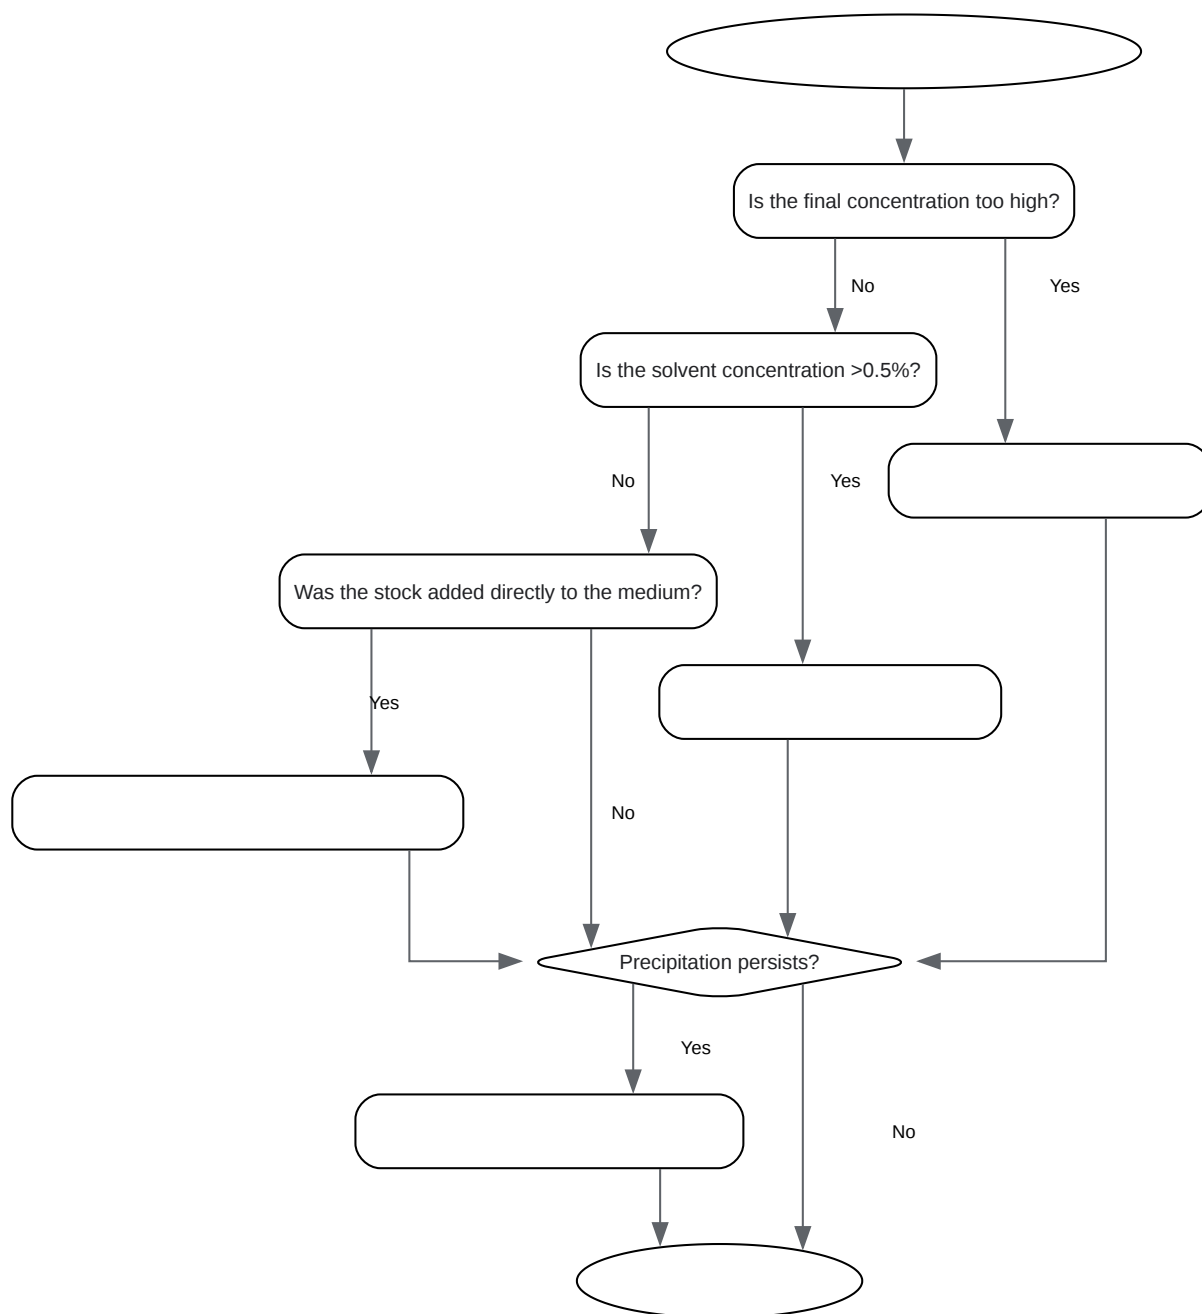 Is the final concentration too high?
No
Yes
Is the solvent concentration >0.5%?
No
Yes
Was the stock added directly to the medium?
Yes
No
Precipitation persists?
Yes
No